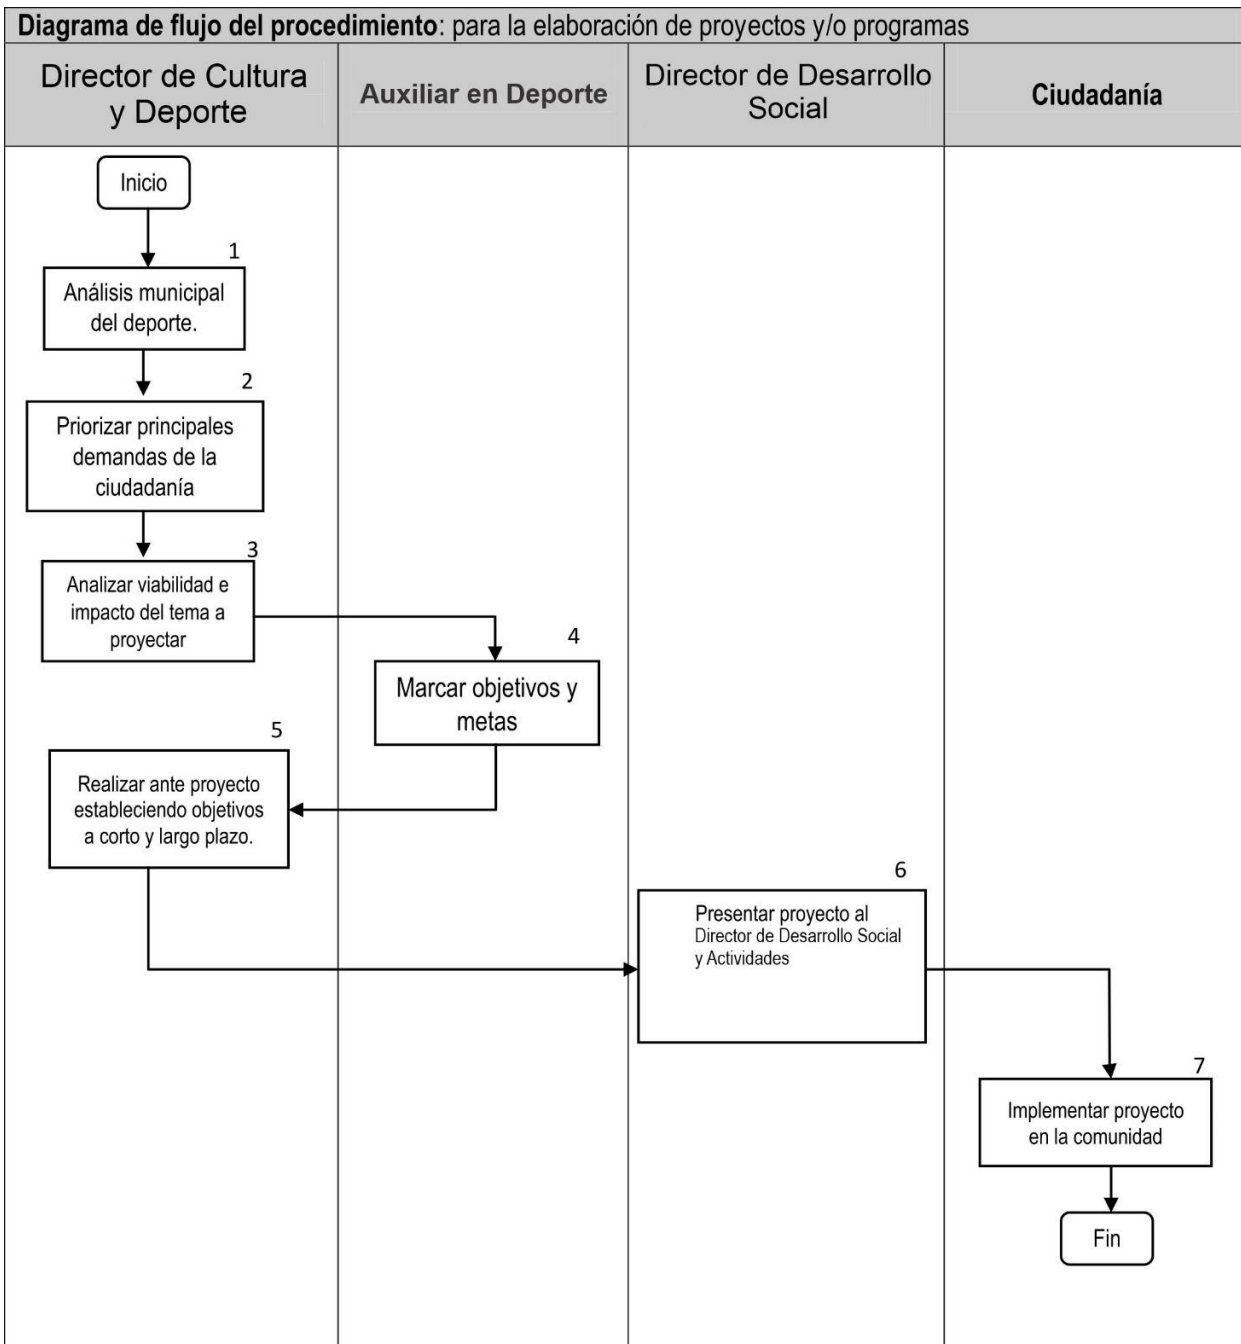 Diagrama de flujo del procedimiento: para la elaboración de proyectos y/o programas
Director de Cultura
y Deporte
Auxiliar en Deporte
Director de Desarrollo
Social
Ciudadanía
Inicio
1
Análisis municipal
del deporte.
2
Priorizar principales
demandas de la
ciudadanía
3
Analizar viabilidad e
impacto del tema a
proyectar
4
Marcar objetivos y
metas
5
Realizar ante proyecto
estableciendo objetivos
a corto y largo plazo.
6
Presentar proyecto al
Director de Desarrollo Social
y Actividades
7
Implementar proyecto
en la comunidad
Fin